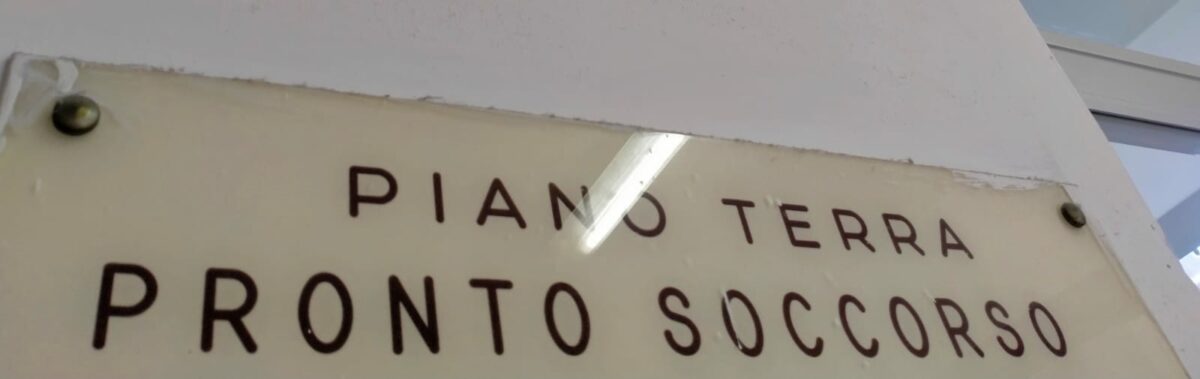 PIANO TERRA
PRONTO SOCCORSO